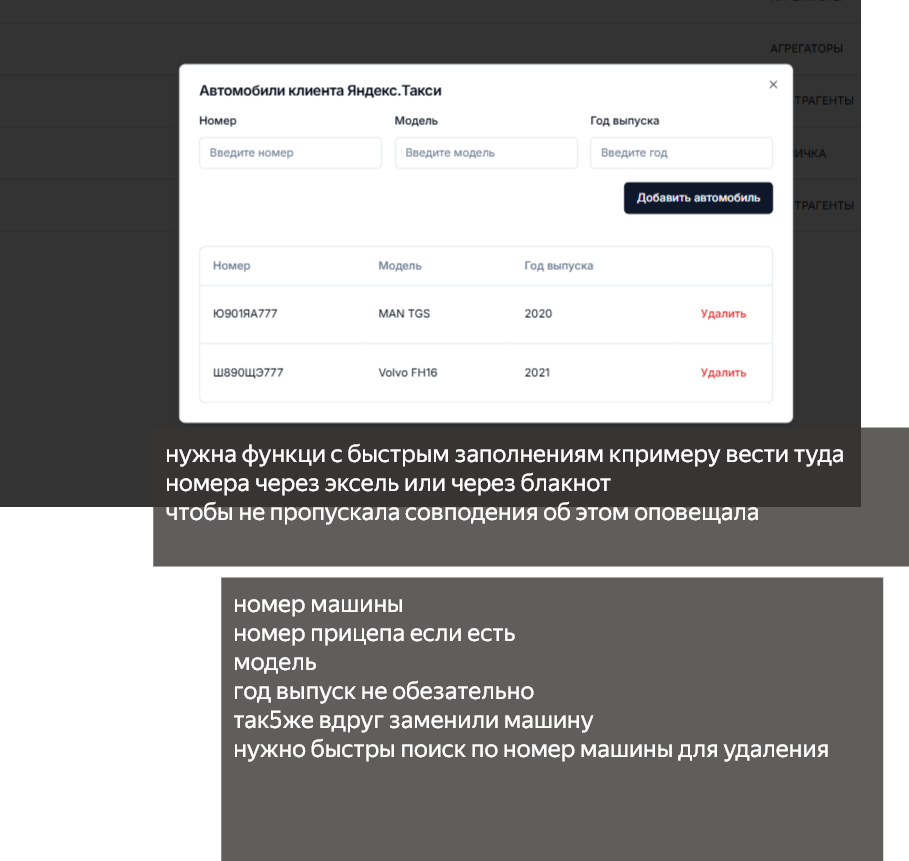 АГРЕГАТОРЫ
Автомобили клиента Яндекс.Такси
ТРАГЕНТЫ
Номер
Модель
Год выпуска
Введите номер
Введите модель
Введите год
ИЧКА
Добавить автомобиль
ТРАГЕНТЫ
Номер
Модель
Год выпуска
Ю901ЯА777
MAN TGS
2020
Удалить
Ш890ЩЭ777
Volvo FH16
2021
Удалить
нужна функци с быстрым заполнениям кпримеру вести туда
номера через эксель или через блакнот
чтобы не пропускала совподения об этом оповещала
номер машины
номер прицепа если есть
модель
год выпуск не обезательно
так5же вдруг заменили машину
нужно быстры поиск по номер машины для удаления